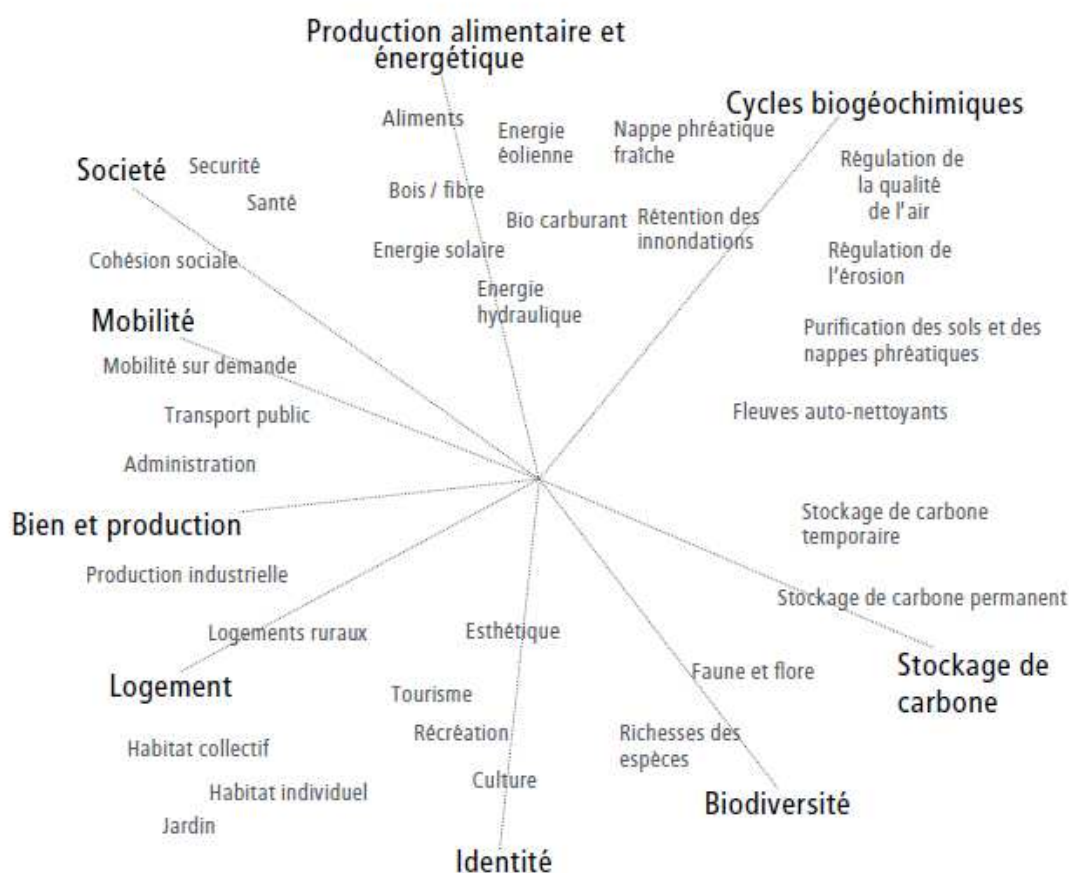 Production alimentaire et
énergétique
Aliments
Energie
éolienne
Bois / fibre
Bio carburant
Energie solaire
Energie
hydraulique
Cycles biogéochimiques
Nappe phréatique
fraîche
Rétention des
innondations
Régulation de
la qualité
de l'air
Régulation de
l'érosion
Purification des sols et des
nappes phréatiques
Fleuves auto-nettoyants
Societé
Securité
Santé
Cohésion sociale
Mobilité
Mobilité sur demande
Transport public
Administration
Bien et production
Production industrielle
Logements ruraux
Logement
Habitat collectif
Habitat individuel
Jardin
Esthétique
Tourisme
Récréation
Culture
Identité
Faune et flore
Richesses des
espèces
Biodiversité
Stockage de carbone
temporaire
Stockage de carbone permanent
Stockage de
carbone